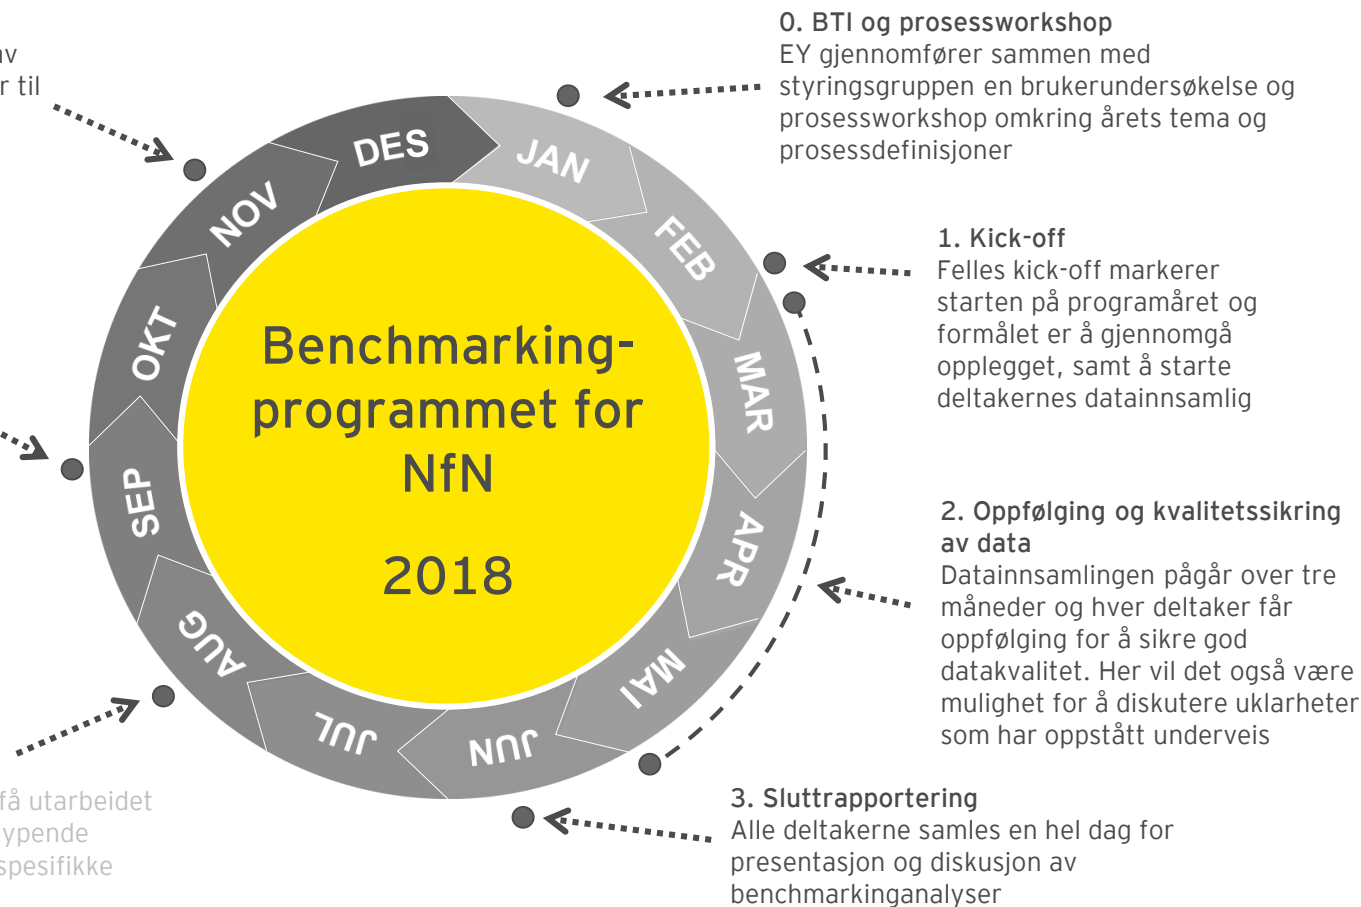 0. BTI og prosessworkshop
EY gjennomfører sammen med
styringsgruppen en brukerundersøkelse og
prosessworkshop omkring årets tema og
prosessdefinisjoner
1. Kick-off
Felles kick-off markerer
starten på programåret og
formålet er å gjennomgå
opplegget, samt å starte
deltakernes datainnsamlig
2. Oppfølging og kvalitetssikring
av data
Datainnsamlingen pågår over tre
måneder og hver deltaker får
oppfølging for å sikre god
datakvalitet. Her vil det også være
mulighet for å diskutere uklarheter
som har oppstått underveis
3. Sluttrapportering
Alle deltakerne samles en hel dag for
presentasjon og diskusjon av
benchmarkinganalyser
få utarbeidet
ypende
spesifikke
av
r til
JAN
FEB
MAR
APR
MAI
JUN
JUL
AUG
SEP
OKT
NOV
DES
Benchmarking-
programmet for
NfN
2018